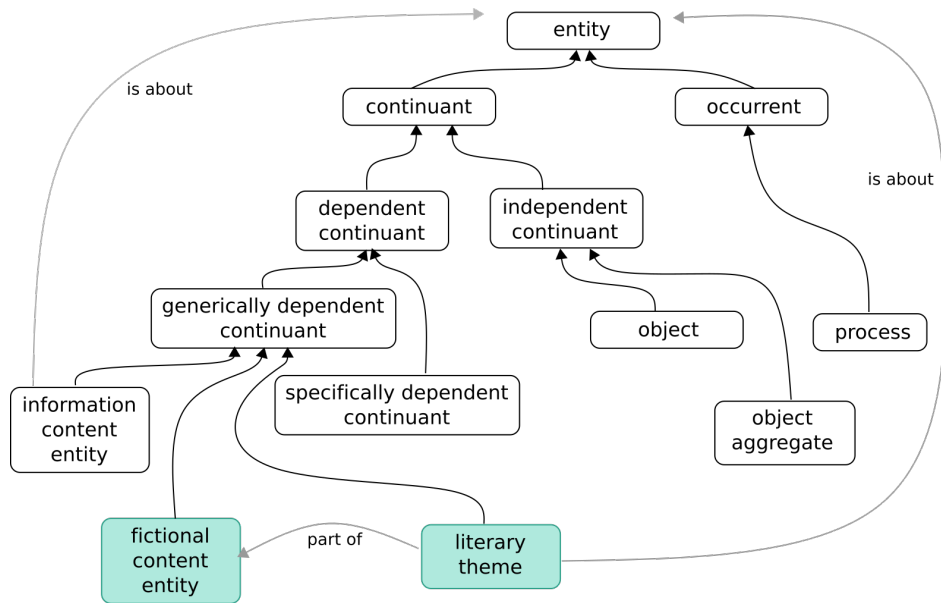 entity
is about
continuant
occurrent
is about
dependent
continuant
independent
continuant
generically dependent
continuant
object
process
information
content
entity
specifically dependent
continuant
object
aggregate
fictional
content
entity
part of
literary
theme